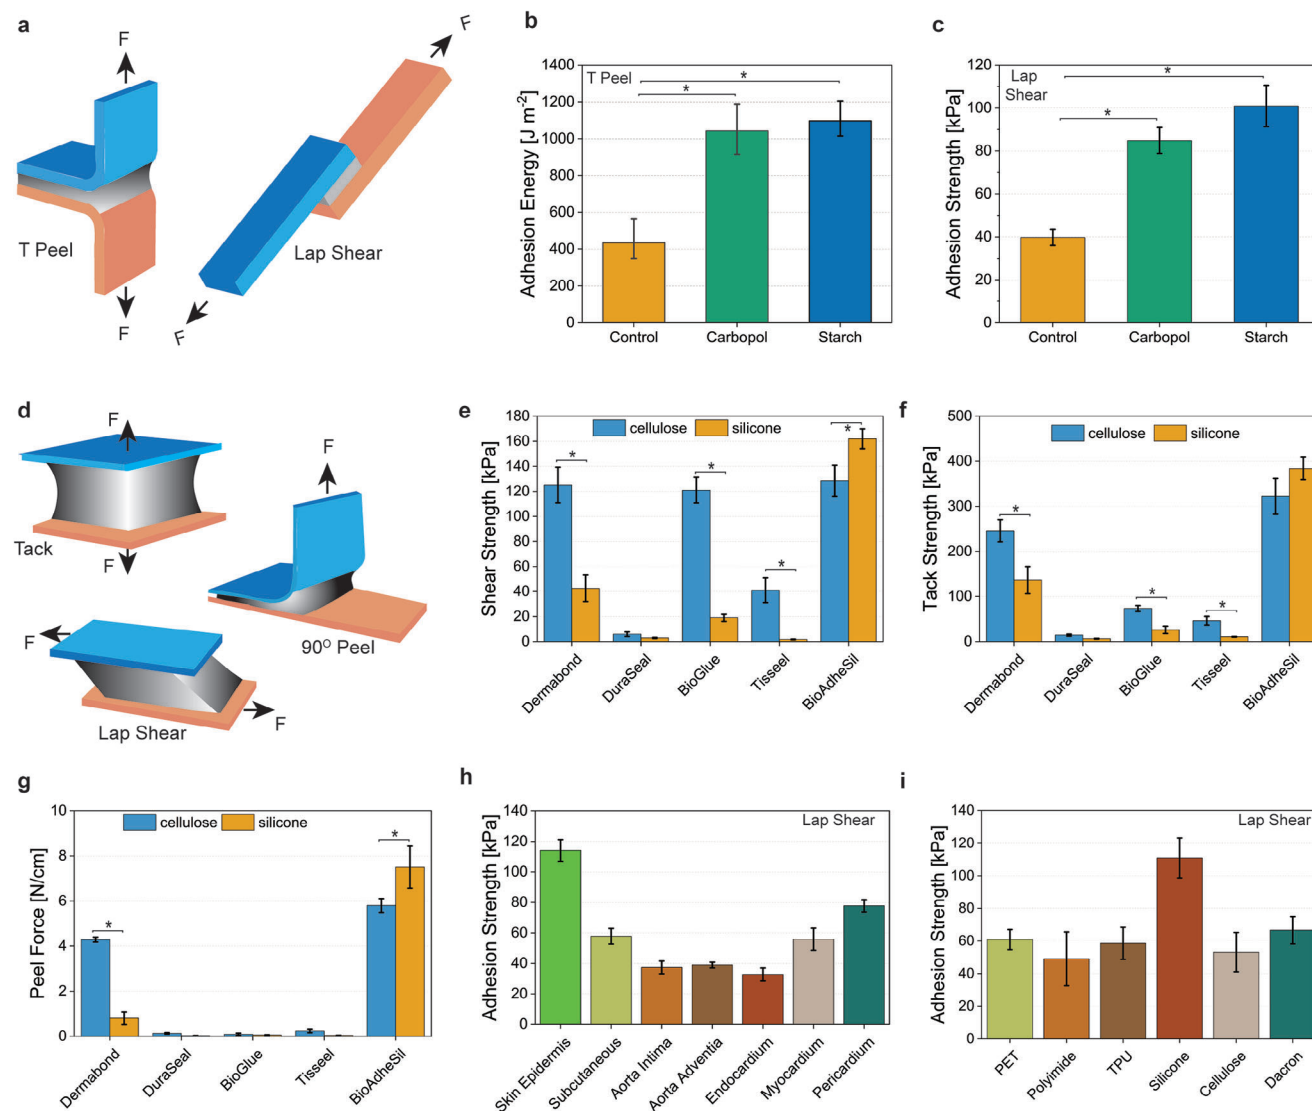 a
F
F
T Peel
Lap Shear
F
F
b
T Peel
*
*
Adhesion Energy [J m⁻²]
1400
1200
1000
800
600
400
200
0
Control Carbopol Starch
c
Lap
Shear
*
*
Adhesion Strength [kPa]
120
100
80
60
40
20
0
Control Carbopol Starch
d
F
Tack
F
F
90° Peel
F
F
Lap Shear
e
cellulose silicone
Shear Strength [kPa]
180
160
140
120
100
80
60
40
20
0
*
*
*
*
Dermabond DuraSeal BioGlue Tisseel BioAdheSil
f
cellulose silicone
Tack Strength [kPa]
500
400
300
200
100
0
*
*
*
Dermabond DuraSeal BioGlue Tisseel BioAdheSil
g
cellulose silicone
Peel Force [N/cm]
10
8
6
4
2
0
*
*
Dermabond DuraSeal BioGlue Tisseel BioAdheSil
h
Lap Shear
Adhesion Strength [kPa]
140
120
100
80
60
40
20
0
Skin Epidermis Subcutaneous Aorta Intima Aorta Adventia Endocardium Myocardium Pericardium
i
Lap Shear
Adhesion Strength [kPa]
140
120
100
80
60
40
20
0
PET Polyimide TPU Silicone Cellulose Dacron